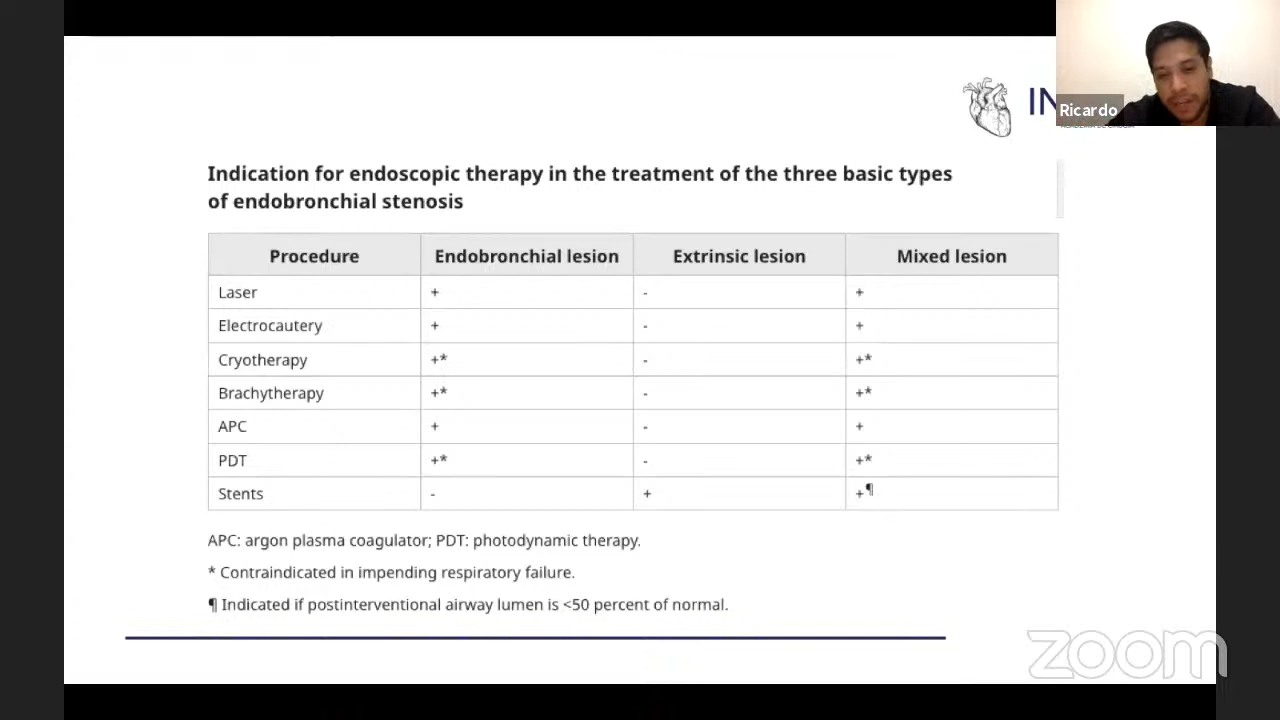 IN
Ricardo
Indication for endoscopic therapy in the treatment of the three basic types
of endobronchial stenosis
Procedure Endobronchial lesion Extrinsic lesion Mixed lesion
Laser + - +
Electrocautery + - +
Cryotherapy +* - +*
Brachytherapy +* - +*
APC + - +
PDT +* - +*
Stents - + +¶
APC: argon plasma coagulator; PDT: photodynamic therapy.
* Contraindicated in impending respiratory failure.
¶ Indicated if postinterventional airway lumen is <50 percent of normal.
zoom